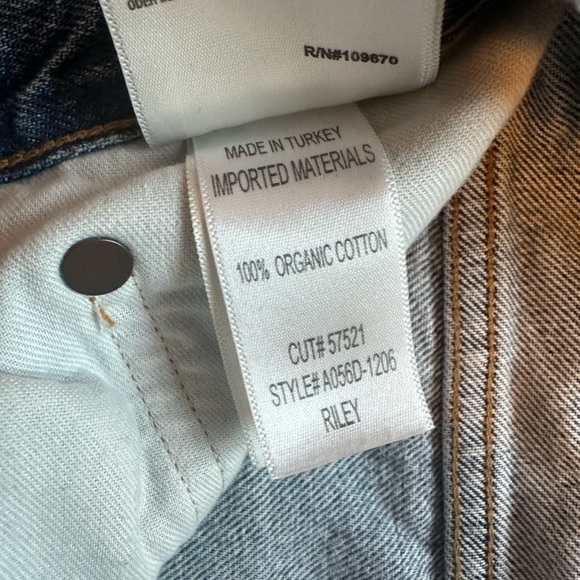 R/N#109670
MADE IN TURKEY
IMPORTED MATERIALS
100% ORGANIC COTTON
CUT# 57521
STYLE# A056D-1206
RILEY